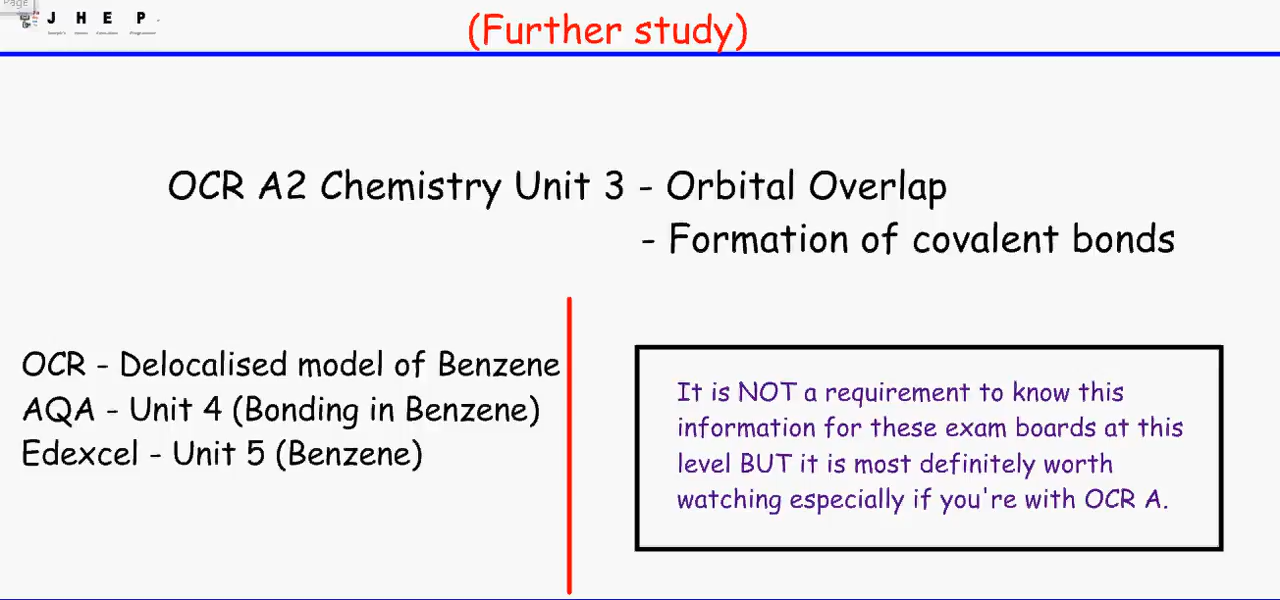 Page
J H E P
(Further study)
OCR A2 Chemistry Unit 3 - Orbital Overlap
- Formation of covalent bonds
OCR - Delocalised model of Benzene
AQA - Unit 4 (Bonding in Benzene)
Edexcel - Unit 5 (Benzene)
It is NOT a requirement to know this
information for these exam boards at this
level BUT it is most definitely worth
watching especially if you're with OCR A.